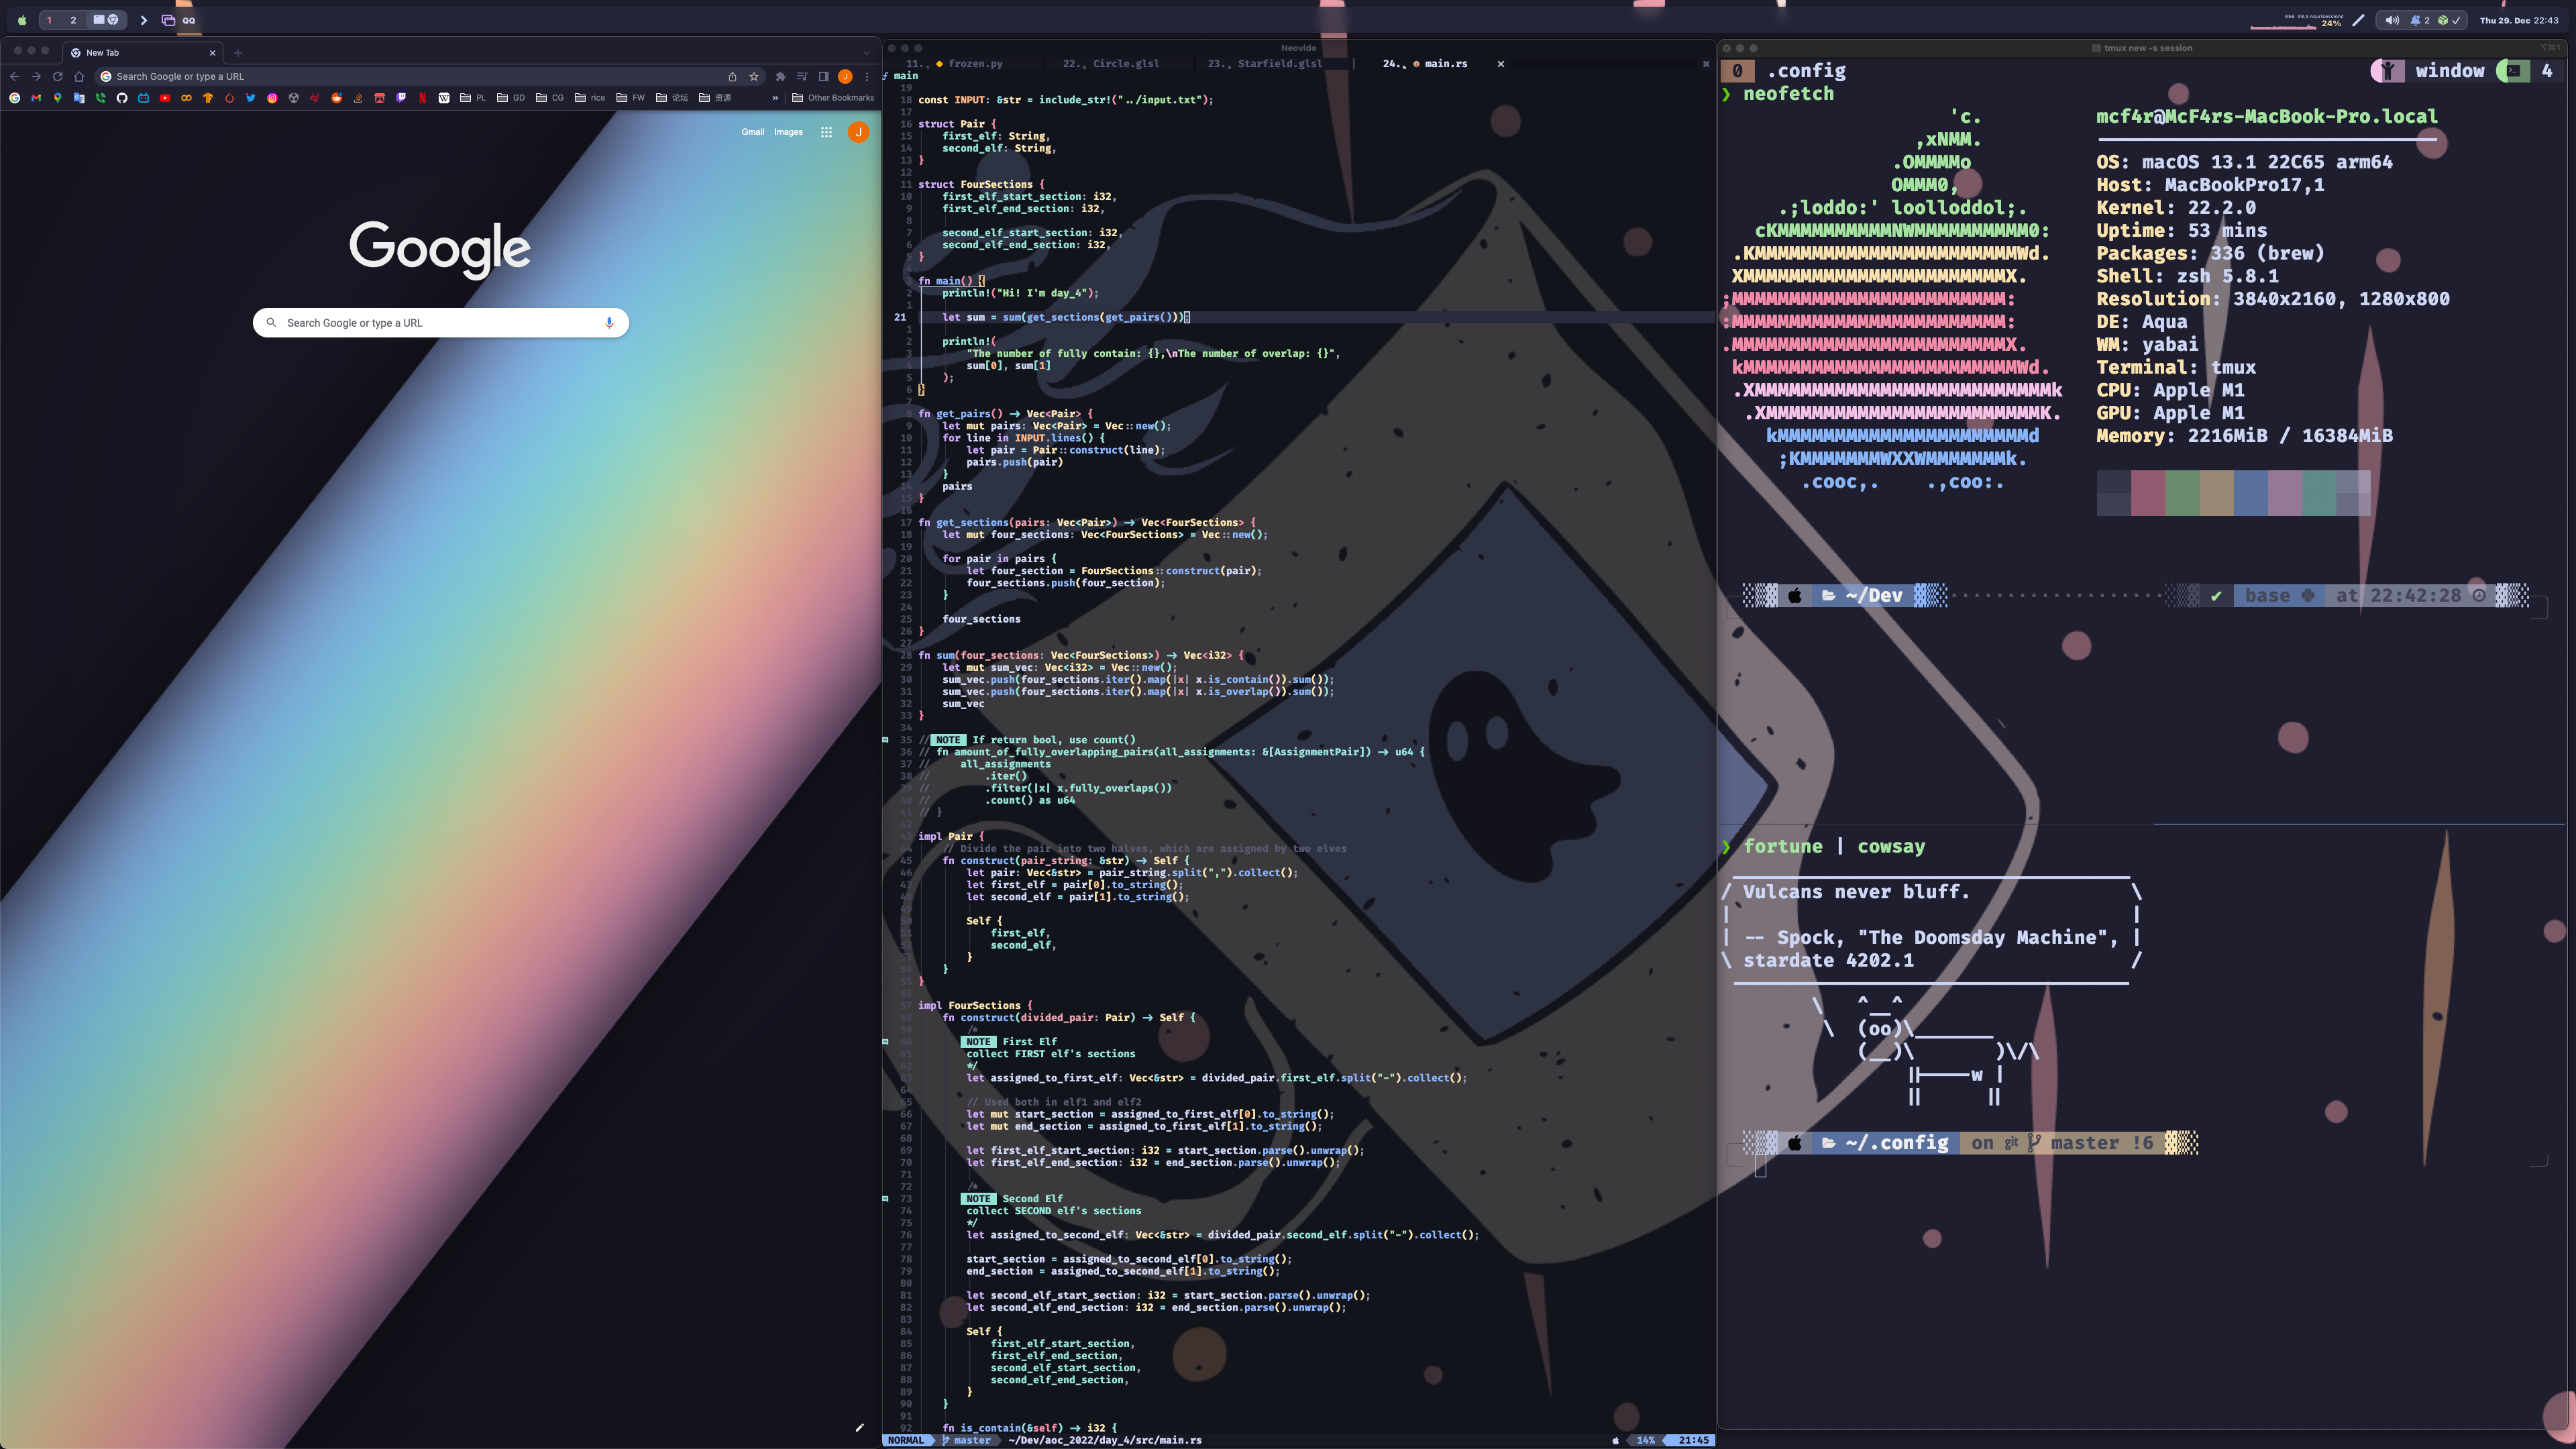 1 2 QQ
656 48.5 nsurlsessionc
24%
2
Thu 29. Dec 22:43
New Tab
Search Google or type a URL
PL GD CG rice FW 论坛 资源 » Other Bookmarks
Gmail Images J
Google
Search Google or type a URL
Neovide
11., frozen.py 22., Circle.glsl 23., Starfield.glsl 24., main.rs
f main
19
18 const INPUT: &str = include_str!("../input.txt");
17
16 struct Pair {
15 first_elf: String,
14 second_elf: String,
13 }
12
11 struct FourSections {
10 first_elf_start_section: i32,
9 first_elf_end_section: i32,
8
7 second_elf_start_section: i32,
6 second_elf_end_section: i32,
5 }
4
3 fn main() {
2 println!("Hi! I'm day_4");
1
21 let sum = sum(get_sections(get_pairs()));
1
2 println!(
3 "The number of fully contain: {},\nThe number of overlap: {}",
4 sum[0], sum[1]
5 );
6 }
7
8 fn get_pairs() → Vec<Pair> {
9 let mut pairs: Vec<Pair> = Vec::new();
10 for line in INPUT.lines() {
11 let pair = Pair::construct(line);
12 pairs.push(pair)
13 }
14 pairs
15 }
16
17 fn get_sections(pairs: Vec<Pair>) → Vec<FourSections> {
18 let mut four_sections: Vec<FourSections> = Vec::new();
19
20 for pair in pairs {
21 let four_section = FourSections::construct(pair);
22 four_sections.push(four_section);
23 }
24
25 four_sections
26 }
27
28 fn sum(four_sections: Vec<FourSections>) → Vec<i32> {
29 let mut sum_vec: Vec<i32> = Vec::new();
30 sum_vec.push(four_sections.iter().map(|x| x.is_contain()).sum());
31 sum_vec.push(four_sections.iter().map(|x| x.is_overlap()).sum());
32 sum_vec
33 }
34
35 // NOTE If return bool, use count()
36 // fn amount_of_fully_overlapping_pairs(all_assignments: &[AssignmentPair]) → u64 {
37 // all_assignments
38 // .iter()
39 // .filter(|x| x.fully_overlaps())
40 // .count() as u64
41 // }
42
43 impl Pair {
44 // Divide the pair into two halves, which are assigned by two elves
45 fn construct(pair_string: &str) → Self {
46 let pair: Vec<&str> = pair_string.split(",").collect();
47 let first_elf = pair[0].to_string();
48 let second_elf = pair[1].to_string();
49
50 Self {
51 first_elf,
52 second_elf,
53 }
54 }
55 }
56
57 impl FourSections {
58 fn construct(divided_pair: Pair) → Self {
59 /*
60 NOTE First Elf
61 collect FIRST elf's sections
62 */
63 let assigned_to_first_elf: Vec<&str> = divided_pair.first_elf.split("-").collect();
64
65 // Used both in elf1 and elf2
66 let mut start_section = assigned_to_first_elf[0].to_string();
67 let mut end_section = assigned_to_first_elf[1].to_string();
68
69 let first_elf_start_section: i32 = start_section.parse().unwrap();
70 let first_elf_end_section: i32 = end_section.parse().unwrap();
71
72 /*
73 NOTE Second Elf
74 collect SECOND elf's sections
75 */
76 let assigned_to_second_elf: Vec<&str> = divided_pair.second_elf.split("-").collect();
77
78 start_section = assigned_to_second_elf[0].to_string();
79 end_section = assigned_to_second_elf[1].to_string();
80
81 let second_elf_start_section: i32 = start_section.parse().unwrap();
82 let second_elf_end_section: i32 = end_section.parse().unwrap();
83
84 Self {
85 first_elf_start_section,
86 first_elf_end_section,
87 second_elf_start_section,
88 second_elf_end_section,
89 }
90 }
91
92 fn is_contain(&self) → i32 {
NORMAL master ~/Dev/aoc_2022/day_4/src/main.rs 14% 21:45
tmux new -s session ⌥⌘1
0 .config window 4
❯ neofetch
'c.
,xNMM.
.OMMMMo
OMMM0,
.;loddo:' loolloddol;.
cKMMMMMMMMMMNWMMMMMMMMMM0:
.KMMMMMMMMMMMMMMMMMMMMMMMWd.
XMMMMMMMMMMMMMMMMMMMMMMMX.
;MMMMMMMMMMMMMMMMMMMMMMMM:
:MMMMMMMMMMMMMMMMMMMMMMMM:
.MMMMMMMMMMMMMMMMMMMMMMMMX.
kMMMMMMMMMMMMMMMMMMMMMMMMWd.
.XMMMMMMMMMMMMMMMMMMMMMMMMMMk
.XMMMMMMMMMMMMMMMMMMMMMMMMK.
kMMMMMMMMMMMMMMMMMMMMMMd
;KMMMMMMMWXXWMMMMMMMk.
.cooc,. .,coo:.
mcf4r@McF4rs-MacBook-Pro.local
OS: macOS 13.1 22C65 arm64
Host: MacBookPro17,1
Kernel: 22.2.0
Uptime: 53 mins
Packages: 336 (brew)
Shell: zsh 5.8.1
Resolution: 3840x2160, 1280x800
DE: Aqua
WM: yabai
Terminal: tmux
CPU: Apple M1
GPU: Apple M1
Memory: 2216MiB / 16384MiB
~/Dev ✔ base at 22:42:28
❯ fortune | cowsay
/ Vulcans never bluff. \
| |
| -- Spock, "The Doomsday Machine", |
\ stardate 4202.1 /
\ ^__^
\ (oo)\_______
(__)\ )\/\
||----w |
|| ||
~/.config on git master !6